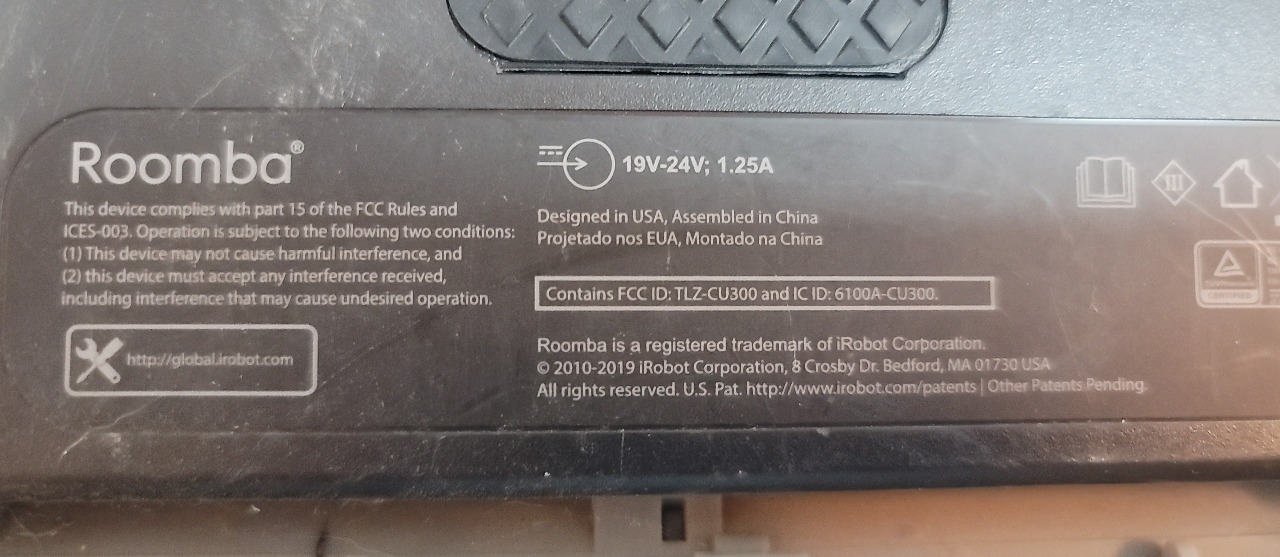 Roomba®
This device complies with part 15 of the FCC Rules and
ICES-003. Operation is subject to the following two conditions:
(1) This device may not cause harmful interference, and
(2) this device must accept any interference received,
including interference that may cause undesired operation.
http://global.irobot.com
19V-24V; 1.25A
Designed in USA, Assembled in China
Projetado nos EUA, Montado na China
Contains FCC ID: TLZ-CU300 and IC ID: 6100A-CU300.
Roomba is a registered trademark of iRobot Corporation.
© 2010-2019 iRobot Corporation, 8 Crosby Dr. Bedford, MA 01730 USA
All rights reserved. U.S. Pat. http://www.irobot.com/patents | Other Patents Pending.
III
CERTIFIED